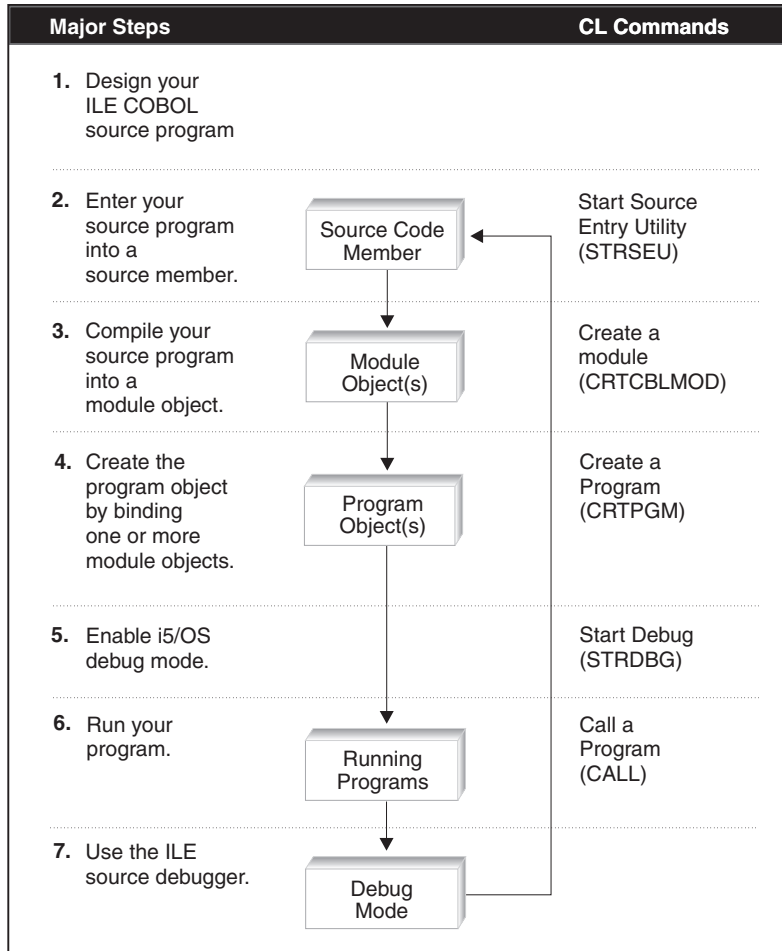 Major Steps
CL Commands
1. Design your
ILE COBOL
source program
2. Enter your
source program
into a
source member.
Source Code
Member
Start Source
Entry Utility
(STRSEU)
3. Compile your
source program
into a
module object.
Module
Object(s)
Create a
module
(CRTCBLMOD)
4. Create the
program object
by binding
one or more
module objects.
Program
Object(s)
Create a
Program
(CRTPGM)
5. Enable i5/OS
debug mode.
Start Debug
(STRDBG)
6. Run your
program.
Running
Programs
Call a
Program
(CALL)
7. Use the ILE
source debugger.
Debug
Mode